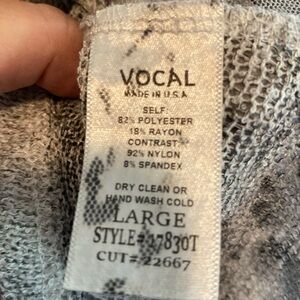 VOCAL
MADE IN U.S.A
SELF:
82% POLYESTER
18% RAYON
CONTRAST:
92% NYLON
8% SPANDEX
DRY CLEAN OR
HAND WASH COLD
LARGE
STYLE#17830T
CUT#22667